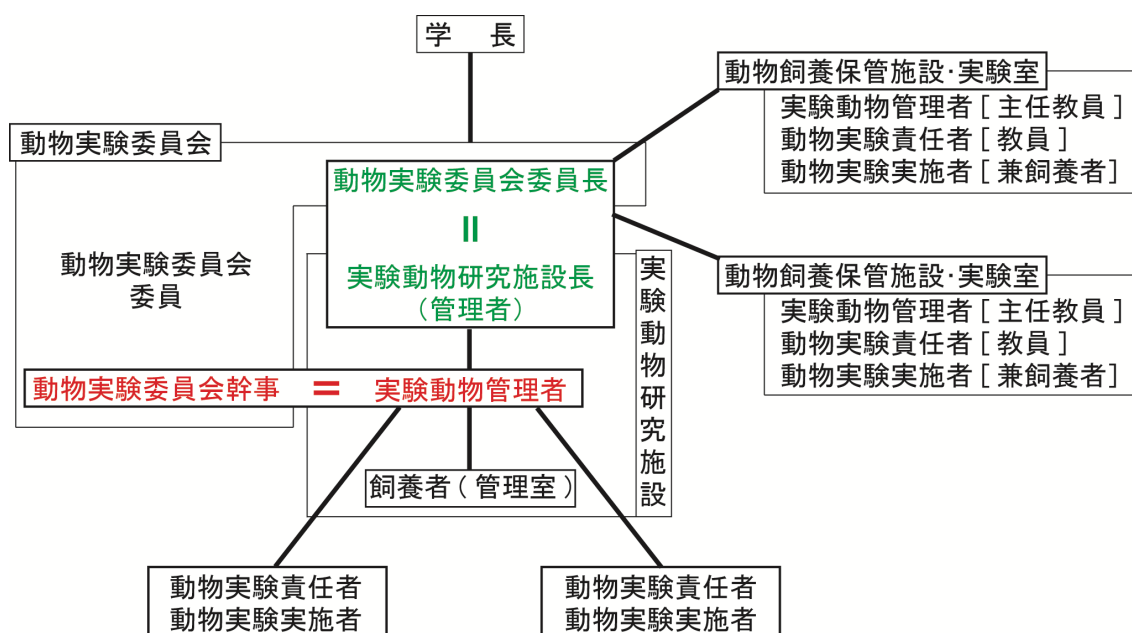 学　長
動物飼養保管施設・実験室
実験動物管理者 [ 主任教員 ]
動物実験責任者 [ 教員 ]
動物実験実施者 [ 兼飼養者]
動物実験委員会
動物実験委員会委員長
=
実験動物研究施設長
(管理者)
動物実験委員会
委員
実験動物研究施設
動物飼養保管施設・実験室
実験動物管理者 [ 主任教員 ]
動物実験責任者 [ 教員 ]
動物実験実施者 [ 兼飼養者]
動物実験委員会幹事 = 実験動物管理者
飼養者 ( 管理室 )
動物実験責任者
動物実験実施者
動物実験責任者
動物実験実施者